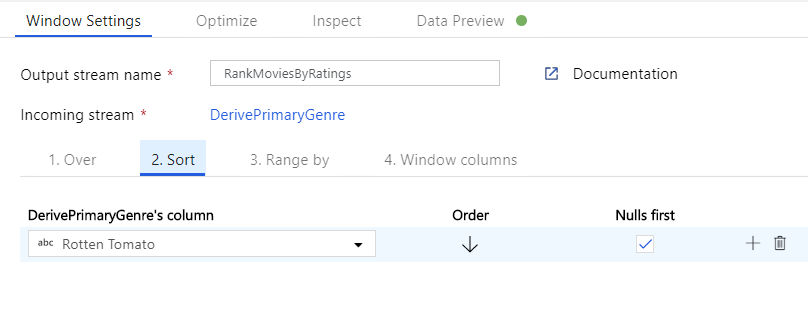 Window Settings Optimize Inspect Data Preview
Output stream name * RankMoviesByRatings Documentation
Incoming stream * DerivePrimaryGenre
1. Over 2. Sort 3. Range by 4. Window columns
DerivePrimaryGenre's column Order Nulls first
abc Rotten Tomato